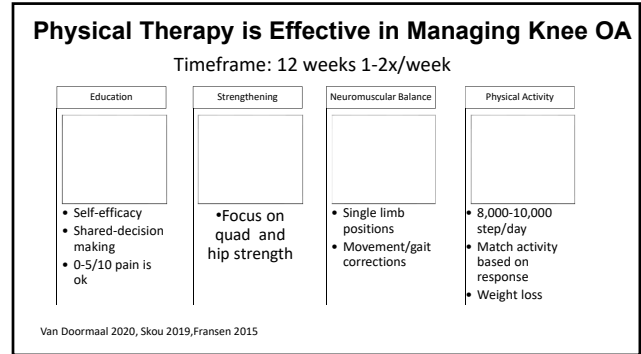 Physical Therapy is Effective in Managing Knee OA
Timeframe: 12 weeks 1-2x/week
Education
• Self-efficacy
• Shared-decision
making
• 0-5/10 pain is
ok
Strengthening
•Focus on
quad and
hip strength
Neuromuscular Balance
• Single limb
positions
• Movement/gait
corrections
Physical Activity
• 8,000-10,000
step/day
• Match activity
based on
response
• Weight loss
Van Doormaal 2020, Skou 2019,Fransen 2015